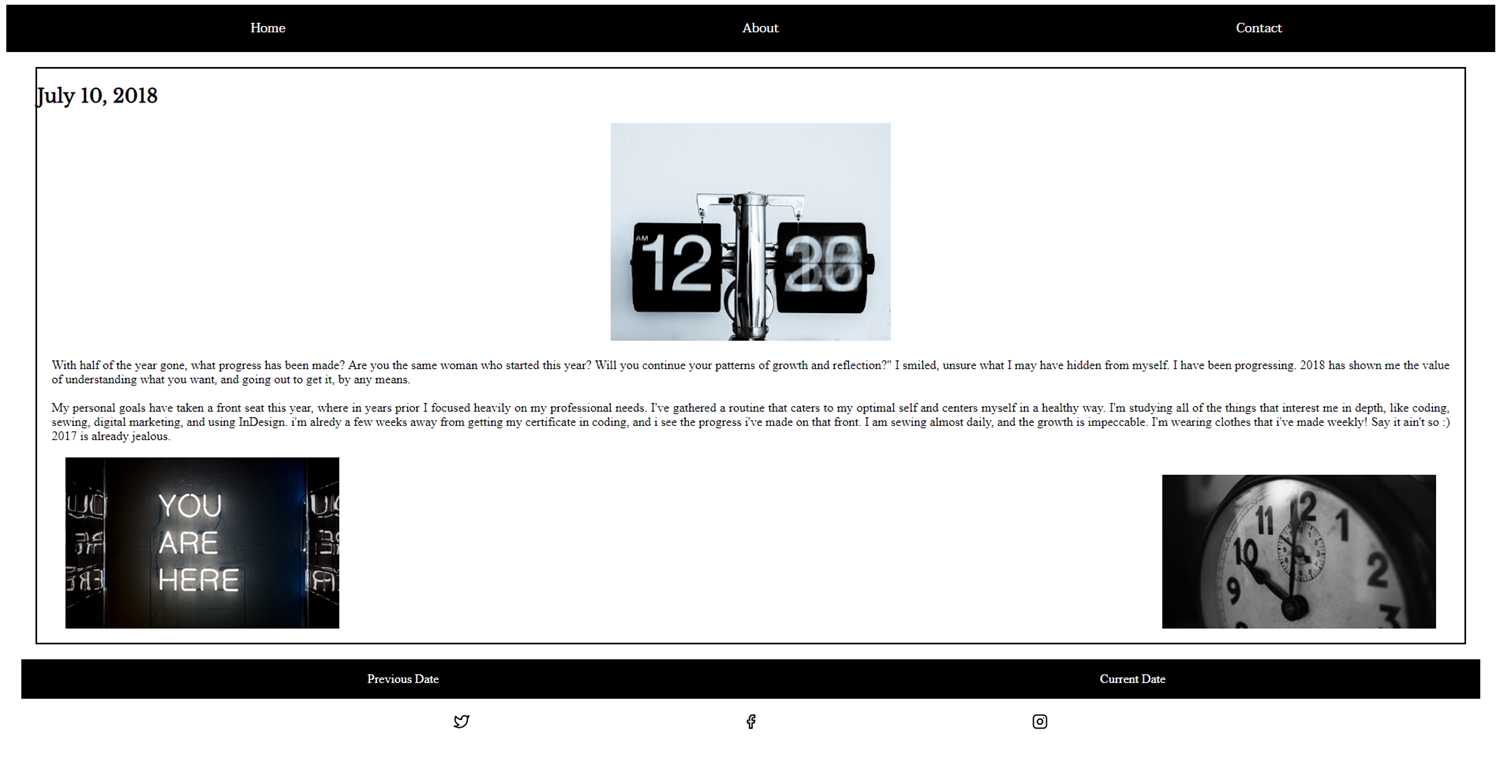 Home About Contact
July 10, 2018
AM 12
With half of the year gone, what progress has been made? Are you the same woman who started this year? Will you continue your patterns of growth and reflection?" I smiled, unsure what I may have hidden from myself. I have been progressing. 2018 has shown me the value
of understanding what you want, and going out to get it, by any means.
My personal goals have taken a front seat this year, where in years prior I focused heavily on my professional needs. I've gathered a routine that caters to my optimal self and centers myself in a healthy way. I'm studying all of the things that interest me in depth, like coding,
sewing, digital marketing, and using InDesign. i'm alredy a few weeks away from getting my certificate in coding, and i see the progress i've made on that front. I am sewing almost daily, and the growth is impeccable. I'm wearing clothes that i've made weekly! Say it ain't so :)
2017 is already jealous.
YOU
ARE
HERE
11 12 1
10 2
9 3
Previous Date Current Date